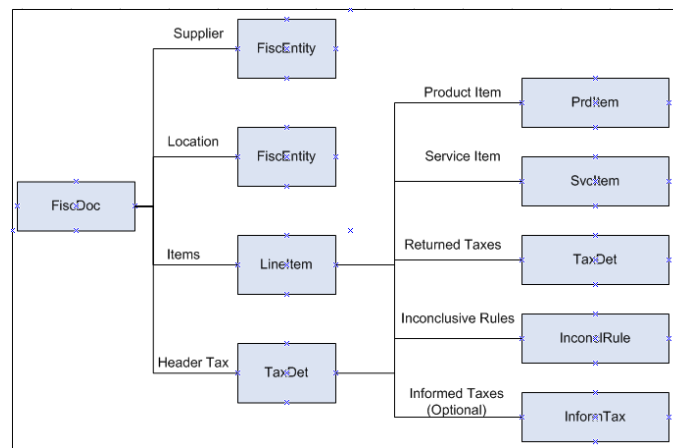 Supplier
FiscEntity
Product Item
PrdItem
Location
FiscEntity
Service Item
SvcItem
FiscDoc
Items
LineItem
Returned Taxes
TaxDet
Inconclusive Rules
InconclRule
Header Tax
TaxDet
Informed Taxes
(Optional)
InformTax